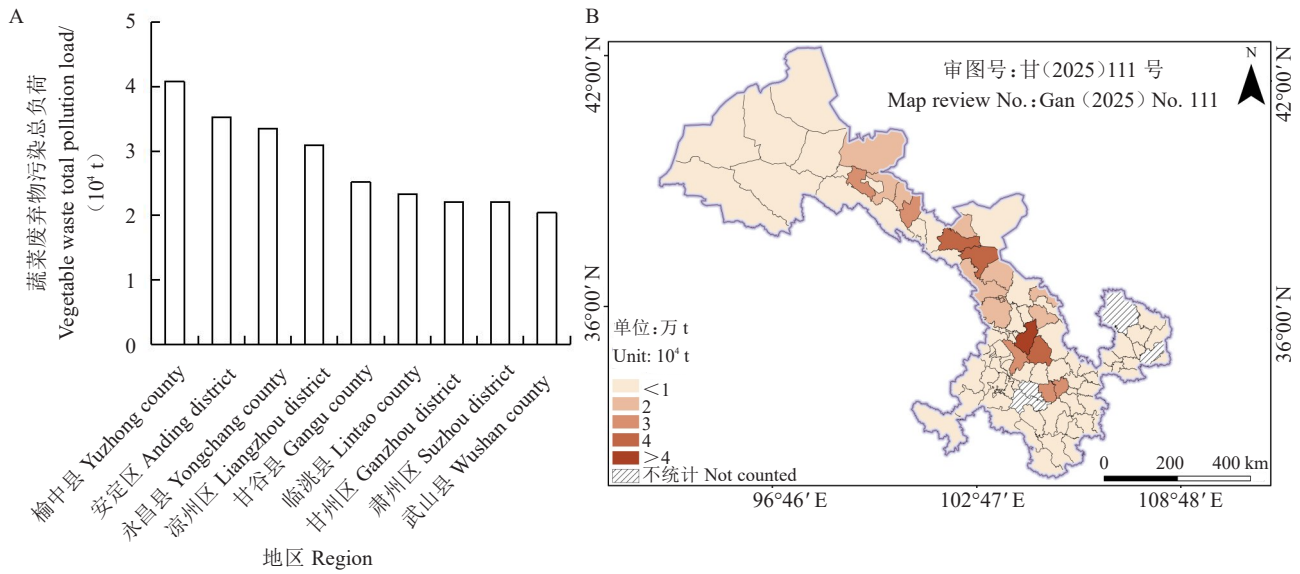 A
蔬菜废弃物污染总负荷
Vegetable waste total pollution load/
(10⁴ t)
5
4
3
2
1
0
榆中县 Yuzhong county
安定区 Anding district
永昌县 Yongchang county
凉州区 Liangzhou district
甘谷县 Gangu county
临洮县 Lintao county
甘州区 Ganzhou district
肃州区 Suzhou district
武山县 Wushan county
地区 Region
B
审图号:甘(2025)111 号
Map review No.:Gan (2025) No. 111
N
42°00′ N
36°00′ N
42°00′ N
36°00′ N
单位:万 t
Unit: 10⁴ t
<1
2
3
4
>4
不统计 Not counted
0 200 400 km
96°46′ E 102°47′ E 108°48′ E